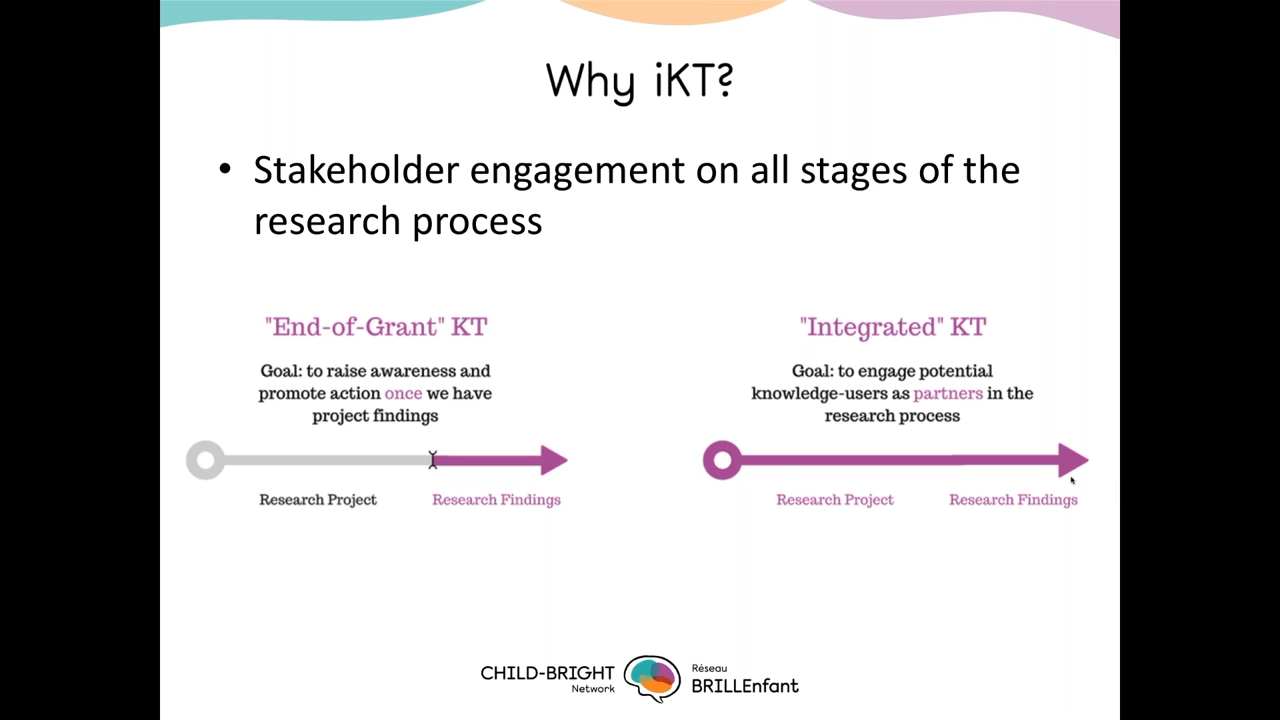 Why iKT?
• Stakeholder engagement on all stages of the
research process
"End-of-Grant" KT
Goal: to raise awareness and
promote action once we have
project findings
Research Project
Research Findings
"Integrated" KT
Goal: to engage potential
knowledge-users as partners in the
research process
Research Project
Research Findings
CHILD-BRIGHT
Network
Réseau
BRILLEnfant